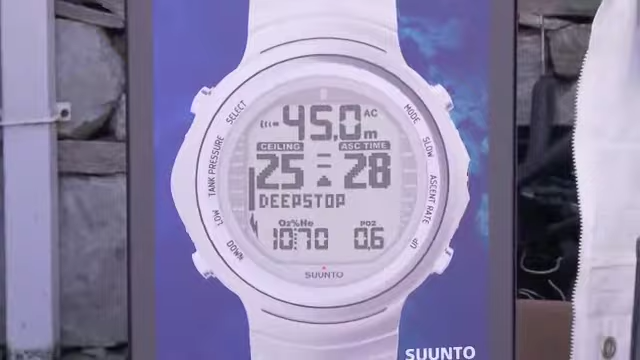 SELECT
MODE
45.0 m AC
CEILING ASC TIME
25 28
DEEPSTOP
O2%He PO2
10 70 0.6
TANK PRESSURE
SLOW
ASCENT RATE
LOW
DOWN
UP
SUUNTO
SUUNTO